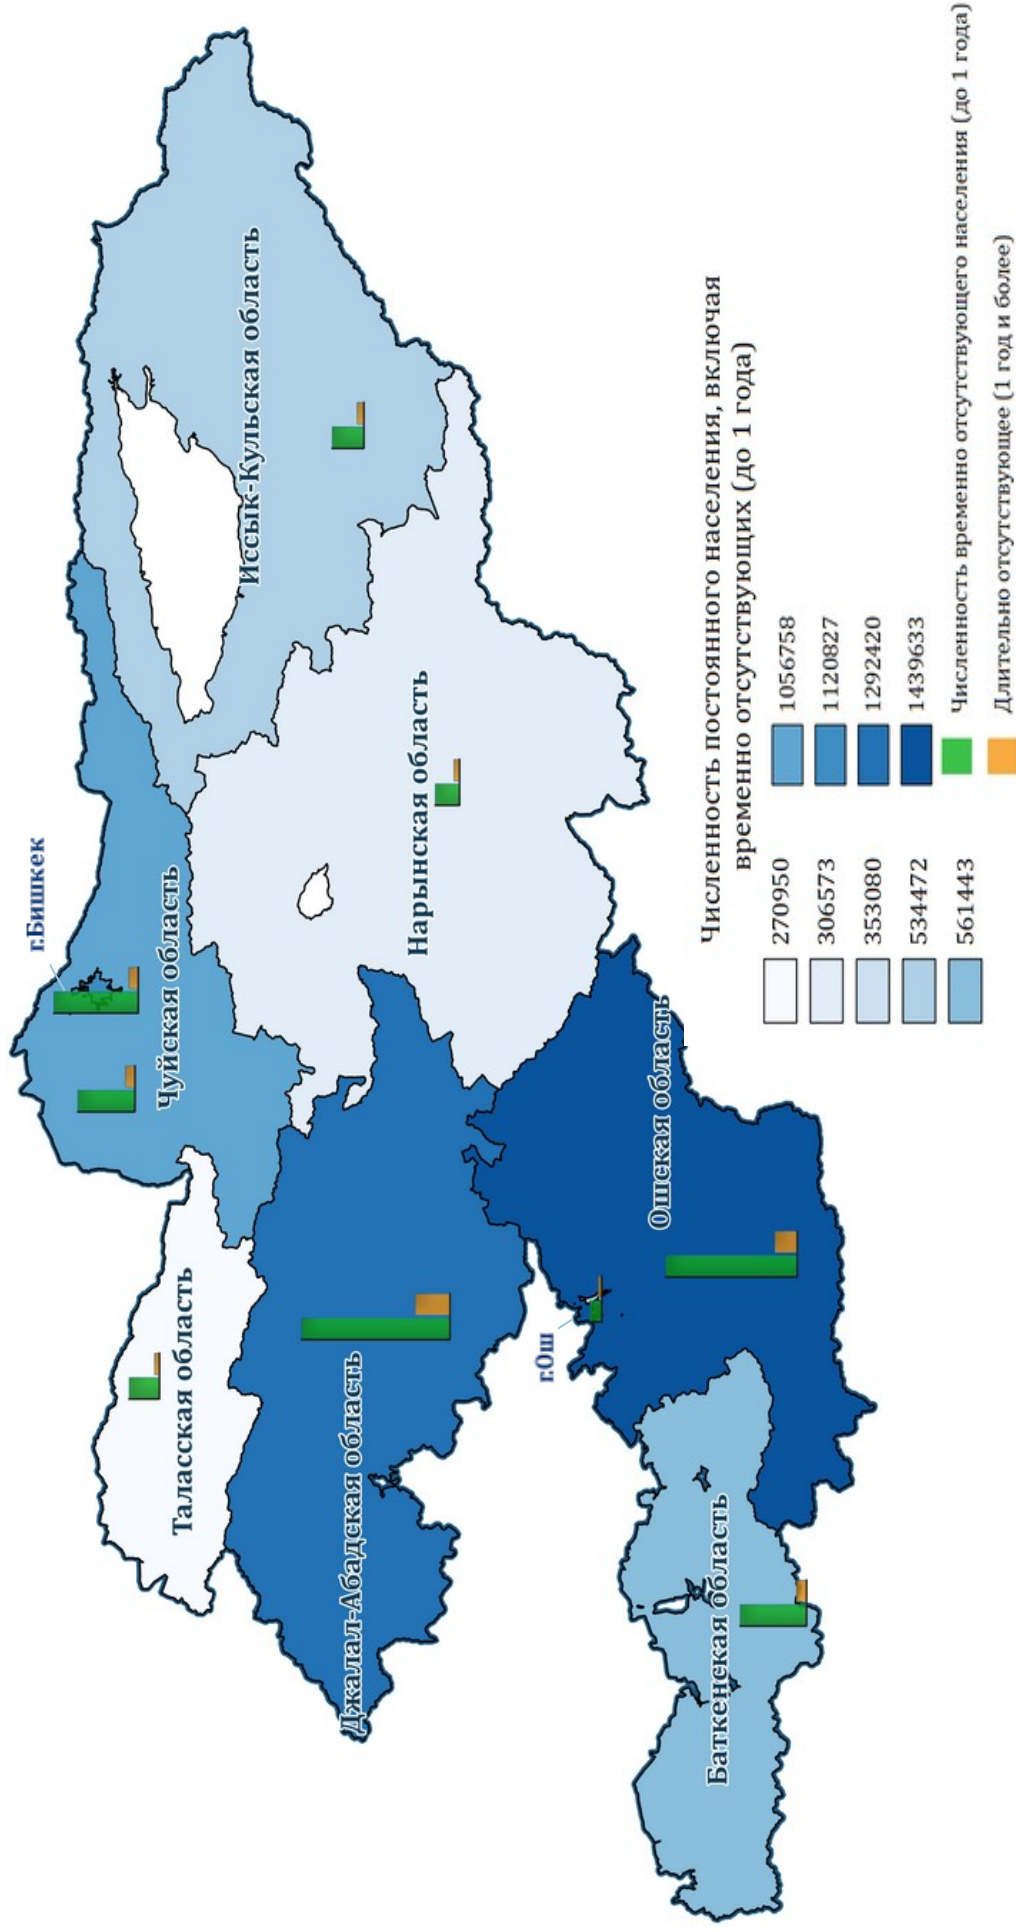 г.Бишкек
Чуйская область
Иссык-Кульская область
Таласская область
Нарынская область
Джалал-Абадская область
г.Ош
Ошская область
Баткенская область
Численность постоянного населения, включая
временно отсутствующих (до 1 года)
270950
306573
353080
534472
561443
1056758
1120827
1292420
1439633
Численность временно отсутствующего населения (до 1 года)
Длительно отсутствующее (1 год и более)